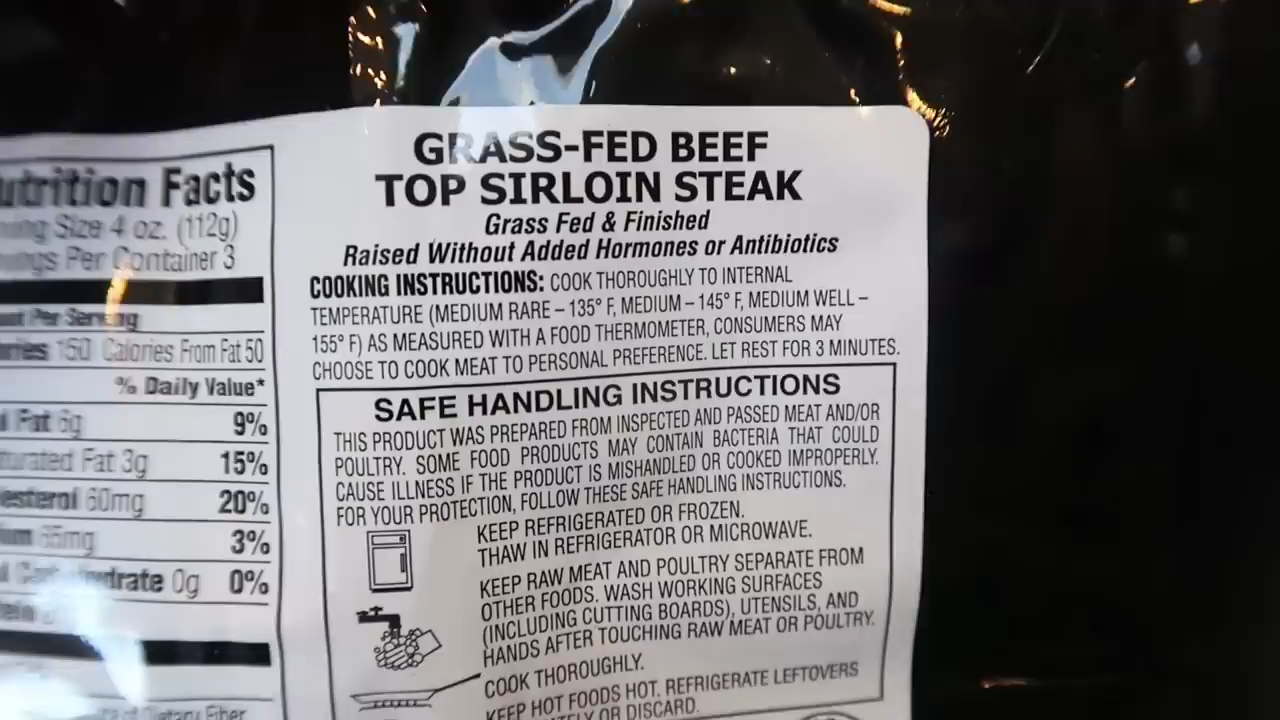 Facts
Size 4 oz. (112g)
Per Container 3
Per Serving
150 Calories From Fat 50
% Daily Value*
Fat 6g 9%
Fat 3g 15%
60mg 20%
3%
0g 0%
GRASS-FED BEEF
TOP SIRLOIN STEAK
Grass Fed & Finished
Raised Without Added Hormones or Antibiotics
COOKING INSTRUCTIONS: COOK THOROUGHLY TO INTERNAL
TEMPERATURE (MEDIUM RARE – 135° F, MEDIUM – 145° F, MEDIUM WELL –
155° F) AS MEASURED WITH A FOOD THERMOMETER, CONSUMERS MAY
CHOOSE TO COOK MEAT TO PERSONAL PREFERENCE. LET REST FOR 3 MINUTES.
SAFE HANDLING INSTRUCTIONS
THIS PRODUCT WAS PREPARED FROM INSPECTED AND PASSED MEAT AND/OR
POULTRY. SOME FOOD PRODUCTS MAY CONTAIN BACTERIA THAT COULD
CAUSE ILLNESS IF THE PRODUCT IS MISHANDLED OR COOKED IMPROPERLY.
FOR YOUR PROTECTION, FOLLOW THESE SAFE HANDLING INSTRUCTIONS.
KEEP REFRIGERATED OR FROZEN.
THAW IN REFRIGERATOR OR MICROWAVE.
KEEP RAW MEAT AND POULTRY SEPARATE FROM
OTHER FOODS. WASH WORKING SURFACES
(INCLUDING CUTTING BOARDS), UTENSILS, AND
HANDS AFTER TOUCHING RAW MEAT OR POULTRY.
COOK THOROUGHLY.
KEEP HOT FOODS HOT. REFRIGERATE LEFTOVERS
OR DISCARD.